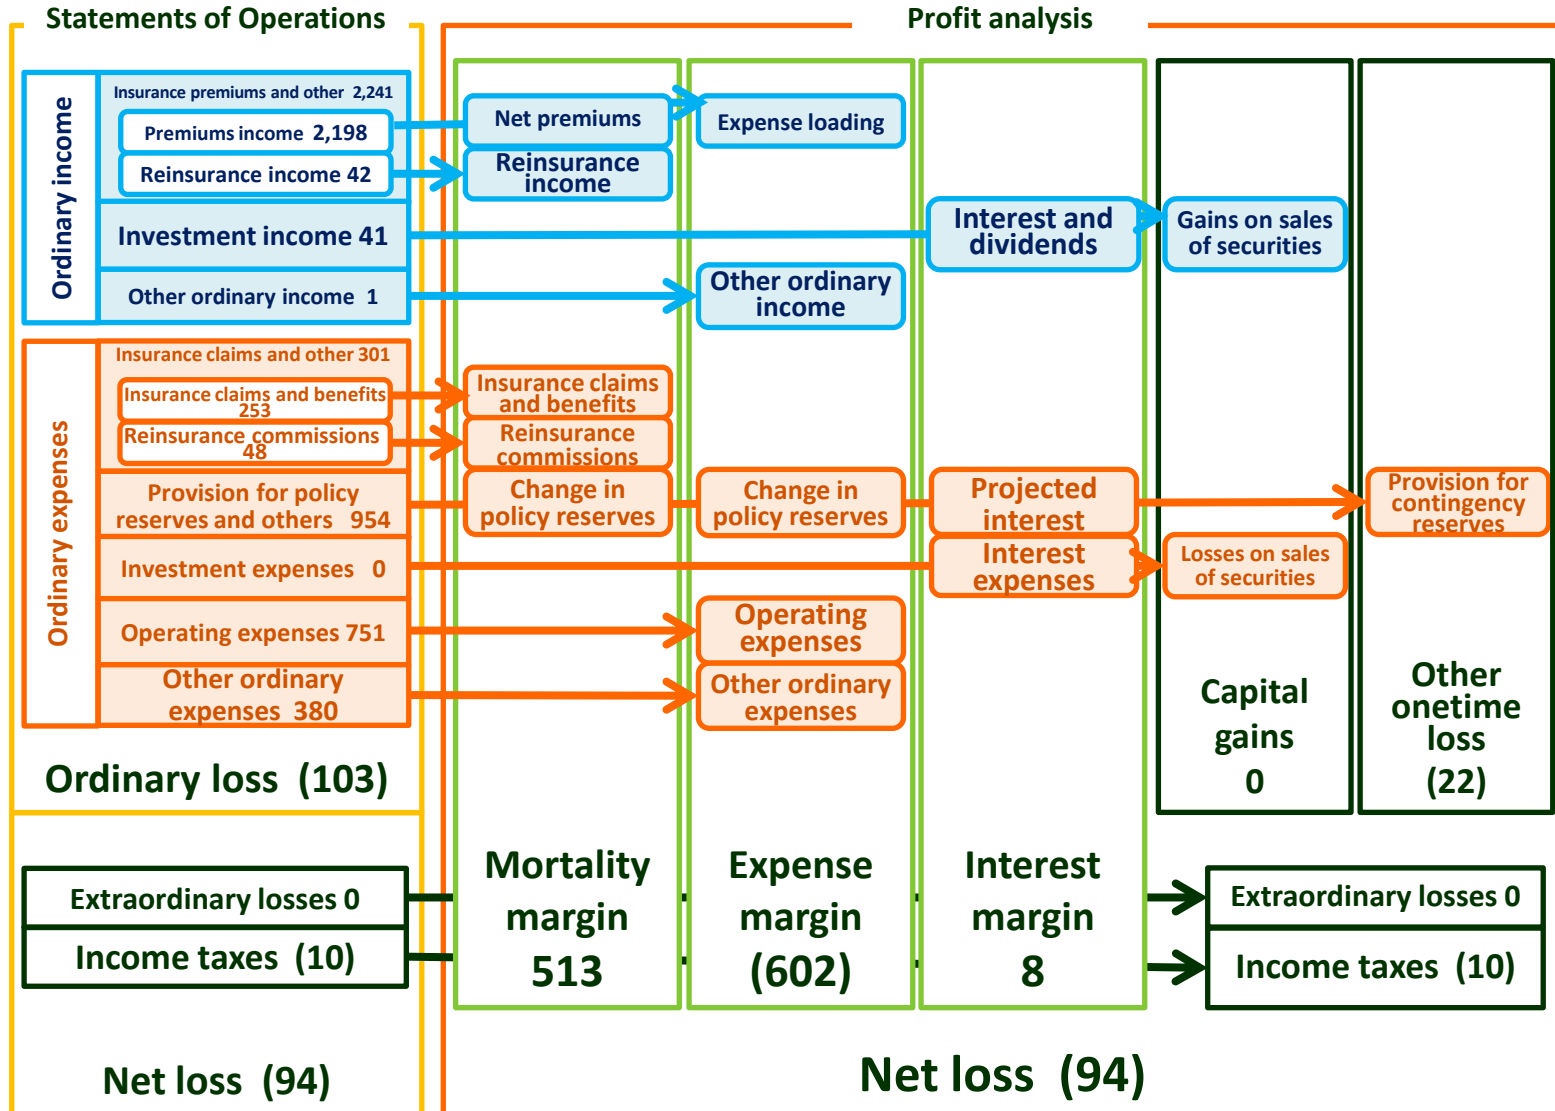 Statements of Operations
Profit analysis
Ordinary income
Insurance premiums and other 2,241
Premiums income 2,198
Reinsurance income 42
Investment income 41
Other ordinary income 1
Net premiums
Expense loading
Reinsurance
income
Interest and
dividends
Gains on sales
of securities
Other ordinary
income
Ordinary expenses
Insurance claims and other 301
Insurance claims and benefits
253
Reinsurance commissions
48
Provision for policy
reserves and others 954
Investment expenses 0
Operating expenses 751
Other ordinary
expenses 380
Insurance claims
and benefits
Reinsurance
commissions
Change in
policy reserves
Change in
policy reserves
Projected
interest
Provision for
contingency
reserves
Interest
expenses
Losses on sales
of securities
Operating
expenses
Other ordinary
expenses
Capital
gains
0
Other
onetime
loss
(22)
Ordinary loss (103)
Mortality
margin
513
Expense
margin
(602)
Interest
margin
8
Extraordinary losses 0
Income taxes (10)
Extraordinary losses 0
Income taxes (10)
Net loss (94)
Net loss (94)